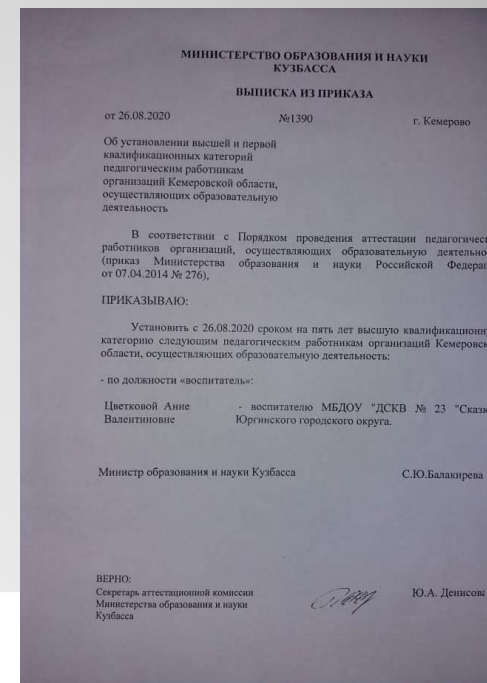 МИНИСТЕРСТВО ОБРАЗОВАНИЯ И НАУКИ
КУЗБАССА
ВЫПИСКА ИЗ ПРИКАЗА
от 26.08.2020 №1390 г. Кемерово
Об установлении высшей и первой
квалификационных категорий
педагогическим работникам
организаций Кемеровской области,
осуществляющих образовательную
деятельность
В соответствии с Порядком проведения аттестации педагогичес
работников организаций, осуществляющих образовательную деятельно
(приказ Министерства образования и науки Российской Федера
от 07.04.2014 № 276),
ПРИКАЗЫВАЮ:
Установить с 26.08.2020 сроком на пять лет высшую квалификационн
категорию следующим педагогическим работникам организаций Кемеровск
области, осуществляющих образовательную деятельность:
- по должности «воспитатель»:
Цветковой Анне - воспитателю МБДОУ "ДСКВ № 23 "Сказк
Валентиновне Юргинского городского округа.
Министр образования и науки Кузбасса С.Ю.Балакирева
ВЕРНО:
Секретарь аттестационной комиссии Ю.А. Денисова
Министерства образования и науки
Кузбасса